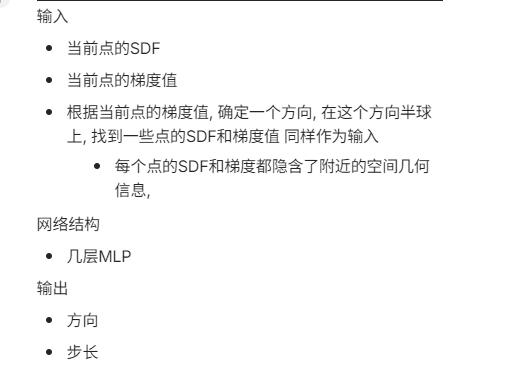 输入
当前点的SDF
当前点的梯度值
根据当前点的梯度值, 确定一个方向, 在这个方向半球
上, 找到一些点的SDF和梯度值 同样作为输入
每个点的SDF和梯度都隐含了附近的空间几何
信息,
网络结构
几层MLP
输出
方向
步长